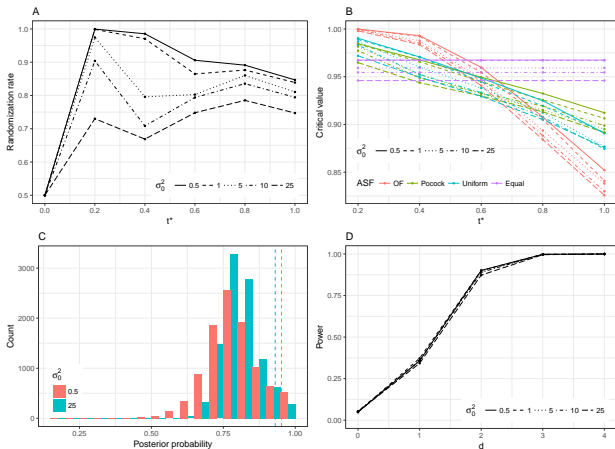 A
Randomization rate
1.0
0.9
0.8
0.7
0.6
0.5
0.0 0.2 0.4 0.6 0.8 1.0
t*
σ₀² 0.5 1 5 10 25
B
Critical value
1.00
0.95
0.90
0.85
0.2 0.4 0.6 0.8 1.0
t*
σ₀² 0.5 1 5 10 25
ASF OF Pocock Uniform Equal
C
Count
3000
2000
1000
0
0.25 0.50 0.75 1.00
Posterior probability
σ₀²
0.5
25
D
Power
1.00
0.75
0.50
0.25
0.00
0 1 2 3 4
d
σ₀² 0.5 1 5 10 25